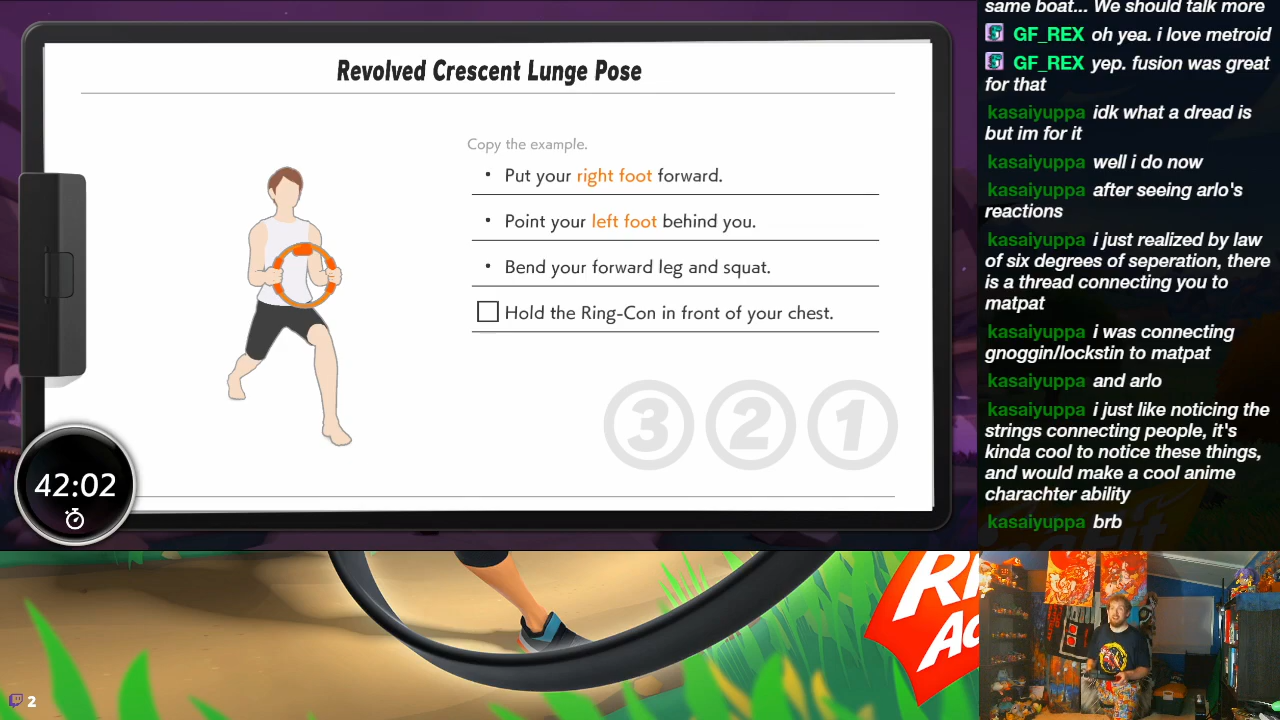 Revolved Crescent Lunge Pose
Copy the example.
• Put your right foot forward.
• Point your left foot behind you.
• Bend your forward leg and squat.
Hold the Ring-Con in front of your chest.
3 2 1
42:02
2
RI
Ad
same boat... We should talk more
GF_REX oh yea. i love metroid
GF_REX yep. fusion was great
for that
kasaiyuppa idk what a dread is
but im for it
kasaiyuppa well i do now
kasaiyuppa after seeing arlo's
reactions
kasaiyuppa i just realized by law
of six degrees of seperation, there
is a thread connecting you to
matpat
kasaiyuppa i was connecting
gnoggin/lockstin to matpat
kasaiyuppa and arlo
kasaiyuppa i just like noticing the
strings connecting people, it's
kinda cool to notice these things,
and would make a cool anime
charachter ability
kasaiyuppa brb